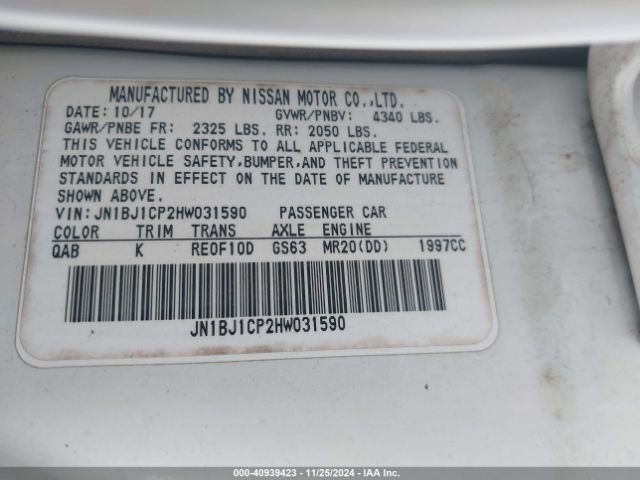 MANUFACTURED BY NISSAN MOTOR CO.,LTD.
DATE: 10/17 GVWR/PNBV: 4340 LBS.
GAWR/PNBE FR: 2325 LBS. RR: 2050 LBS.
THIS VEHICLE CONFORMS TO ALL APPLICABLE FEDERAL
MOTOR VEHICLE SAFETY,BUMPER,AND THEFT PREVENTION
STANDARDS IN EFFECT ON THE DATE OF MANUFACTURE
SHOWN ABOVE.
VIN:JN1BJ1CP2HW031590 PASSENGER CAR
COLOR TRIM TRANS AXLE ENGINE
QAB K RE0F10D GS63 MR20(DD) 1997CC
JN1BJ1CP2HW031590
000-40939423 - 11/25/2024 - IAA Inc.